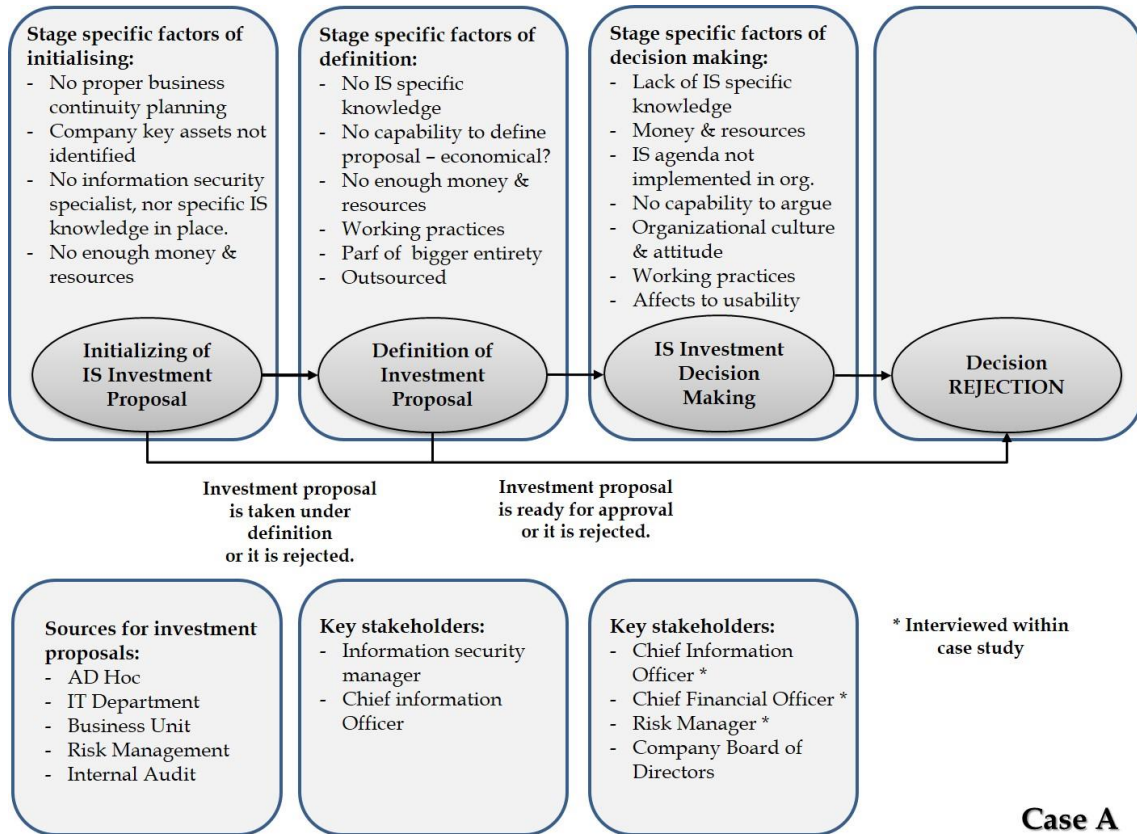 Stage specific factors of
initialising:
- No proper business
continuity planning
- Company key assets not
identified
- No information security
specialist, nor specific IS
knowledge in place.
- No enough money &
resources
Initializing of
IS Investment
Proposal
Stage specific factors of
definition:
- No IS specific
knowledge
- No capability to define
proposal – economical?
- No enough money &
resources
- Working practices
- Parf of bigger entirety
- Outsourced
Definition of
Investment
Proposal
Stage specific factors of
decision making:
- Lack of IS specific
knowledge
- Money & resources
- IS agenda not
implemented in org.
- No capability to argue
- Organizational culture
& attitude
- Working practices
- Affects to usability
IS Investment
Decision
Making
Decision
REJECTION
Investment proposal
is taken under
definition
or it is rejected.
Investment proposal
is ready for approval
or it is rejected.
Sources for investment
proposals:
- AD Hoc
- IT Department
- Business Unit
- Risk Management
- Internal Audit
Key stakeholders:
- Information security
manager
- Chief information
Officer
Key stakeholders:
- Chief Information
Officer *
- Chief Financial Officer *
- Risk Manager *
- Company Board of
Directors
* Interviewed within
case study
Case A